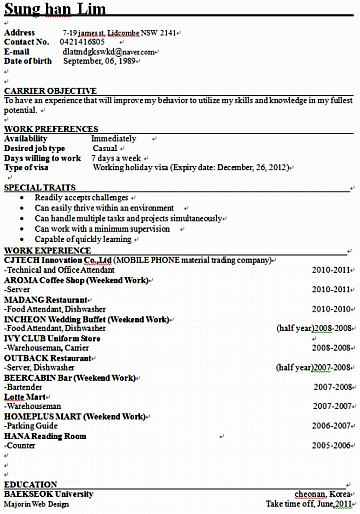 Sung han Lim
Address 7-19 james st, Lidcombe NSW 2141
Contact No. 0421416805
E-mail dlatmdgkswkd@naver.com
Date of birth September, 06, 1989
CARRIER OBJECTIVE
To have an experience that will improve my behavior to utilize my skills and knowledge in my fullest
potential.
WORK PREFERENCES
Availability Immediately
Desired job type Casual
Days willing to work 7 days a week
Type of visa Working holiday visa (Expiry date: December, 26, 2012)
SPECIAL TRAITS
• Readily accepts challenges
• Can easily thrive within an environment
• Can handle multiple tasks and projects simultaneously
• Can work with a minimum supervision
• Capable of quickly learning
WORK EXPERIENCE
CJTECH Innovation Co.,Ltd (MOBILE PHONE material trading company)
-Technical and Office Attendant 2010-2011
AROMA Coffee Shop (Weekend Work)
-Server 2010-2011
MADANG Restaurant
-Food Attendant, Dishwasher 2010-2010
INCHEON Wedding Buffet (Weekend Work)
-Food Attendant, Dishwasher (half year)2008-2008
IVY CLUB Uniform Store
-Warehouseman, Carrier 2008-2008
OUTBACK Restaurant
-Server, Dishwasher (half year)2007-2008
BEERCABIN Bar (Weekend Work)
-Bartender 2007-2008
Lotte Mart
-Warehouseman 2007-2007
HOMEPLUS MART (Weekend Work)
-Parking Guide 2006-2007
HANA Reading Room
-Counter 2005-2006
EDUCATION
BAEKSEOK University cheonan, Korea
Major in Web Design Take time off, June,2011